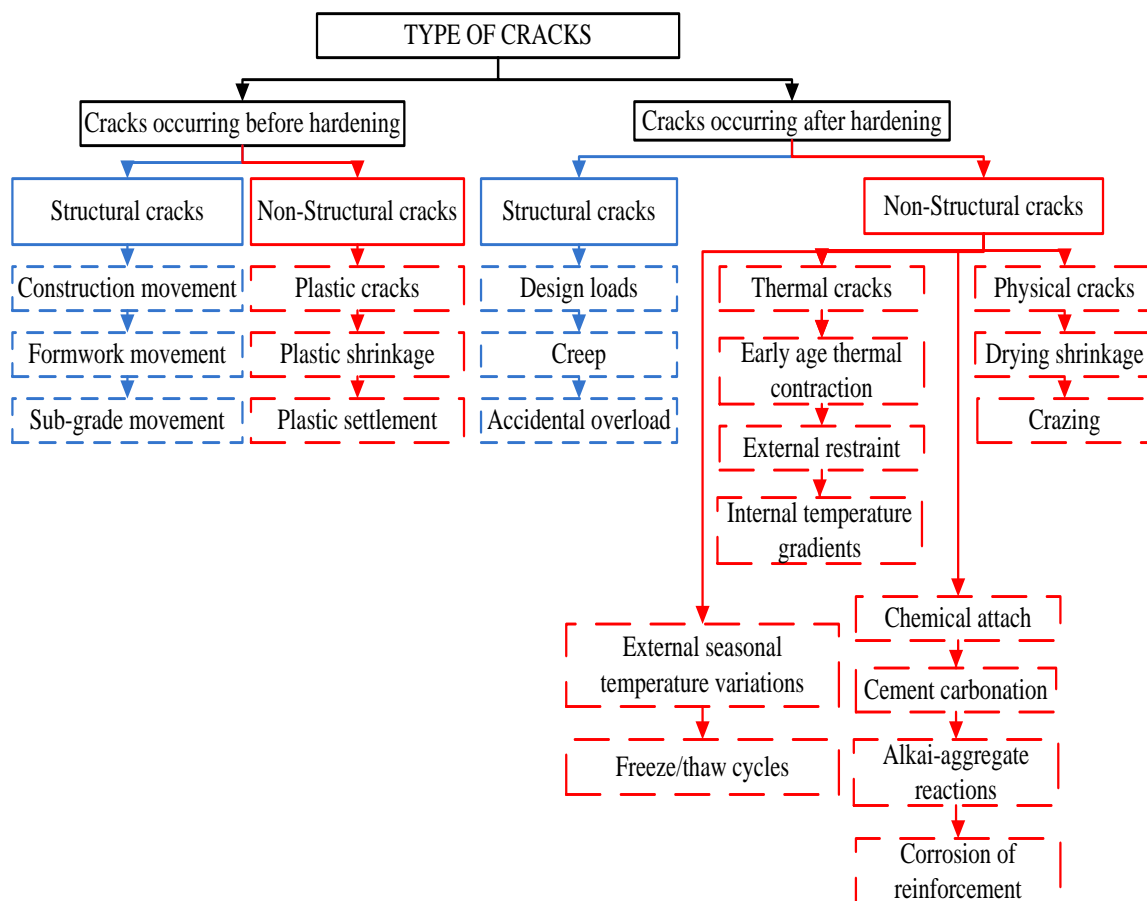 TYPE OF CRACKS
Cracks occurring before hardening
Cracks occurring after hardening
Structural cracks
Non-Structural cracks
Structural cracks
Non-Structural cracks
Construction movement
Plastic cracks
Design loads
Thermal cracks
Physical cracks
Formwork movement
Plastic shrinkage
Creep
Early age thermal
contraction
Drying shrinkage
Sub-grade movement
Plastic settlement
Accidental overload
External restraint
Crazing
Internal temperature
gradients
External seasonal
temperature variations
Freeze/thaw cycles
Chemical attach
Cement carbonation
Alkai-aggregate
reactions
Corrosion of
reinforcement